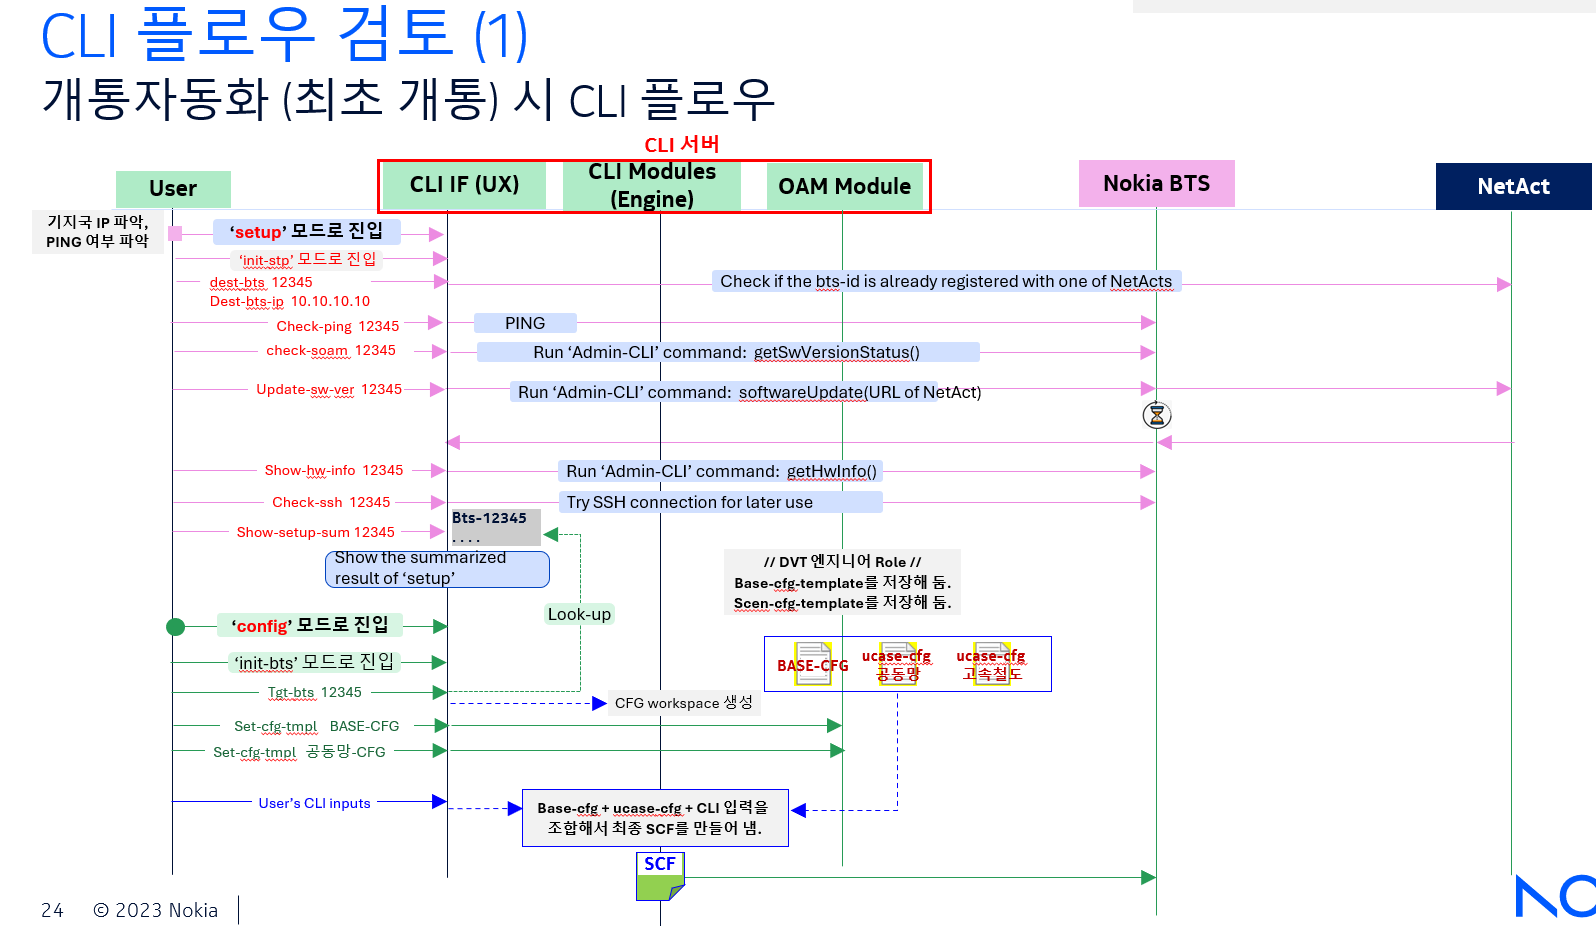 CLI 플로우 검토 (1)
개통자동화 (최초 개통) 시 CLI 플로우
CLI 서버
User
CLI IF (UX)
CLI Modules
(Engine)
OAM Module
Nokia BTS
NetAct
기지국 IP 파악,
PING 여부 파악
‘setup’ 모드로 진입
‘init-stp’ 모드로 진입
dest-bts 12345
Dest-bts-ip 10.10.10.10
Check if the bts-id is already registered with one of NetActs
Check-ping 12345
PING
check-soam 12345
Run ‘Admin-CLI’ command: getSwVersionStatus()
Update-sw-ver 12345
Run ‘Admin-CLI’ command: softwareUpdate(URL of NetAct)
Show-hw-info 12345
Run ‘Admin-CLI’ command: getHwInfo()
Check-ssh 12345
Try SSH connection for later use
Show-setup-sum 12345
Bts-12345
. . . .
Show the summarized
result of ‘setup’
// DVT 엔지니어 Role //
Base-cfg-template를 저장해 둠.
Scen-cfg-template를 저장해 둠.
Look-up
‘config’ 모드로 진입
‘init-bts’ 모드로 진입
BASE-CFG
ucase-cfg
공동망
ucase-cfg
고속철도
Tgt-bts 12345
CFG workspace 생성
Set-cfg-tmpl BASE-CFG
Set-cfg-tmpl 공동망-CFG
User’s CLI inputs
Base-cfg + ucase-cfg + CLI 입력을
조합해서 최종 SCF를 만들어 냄.
SCF
24 © 2023 Nokia
NO